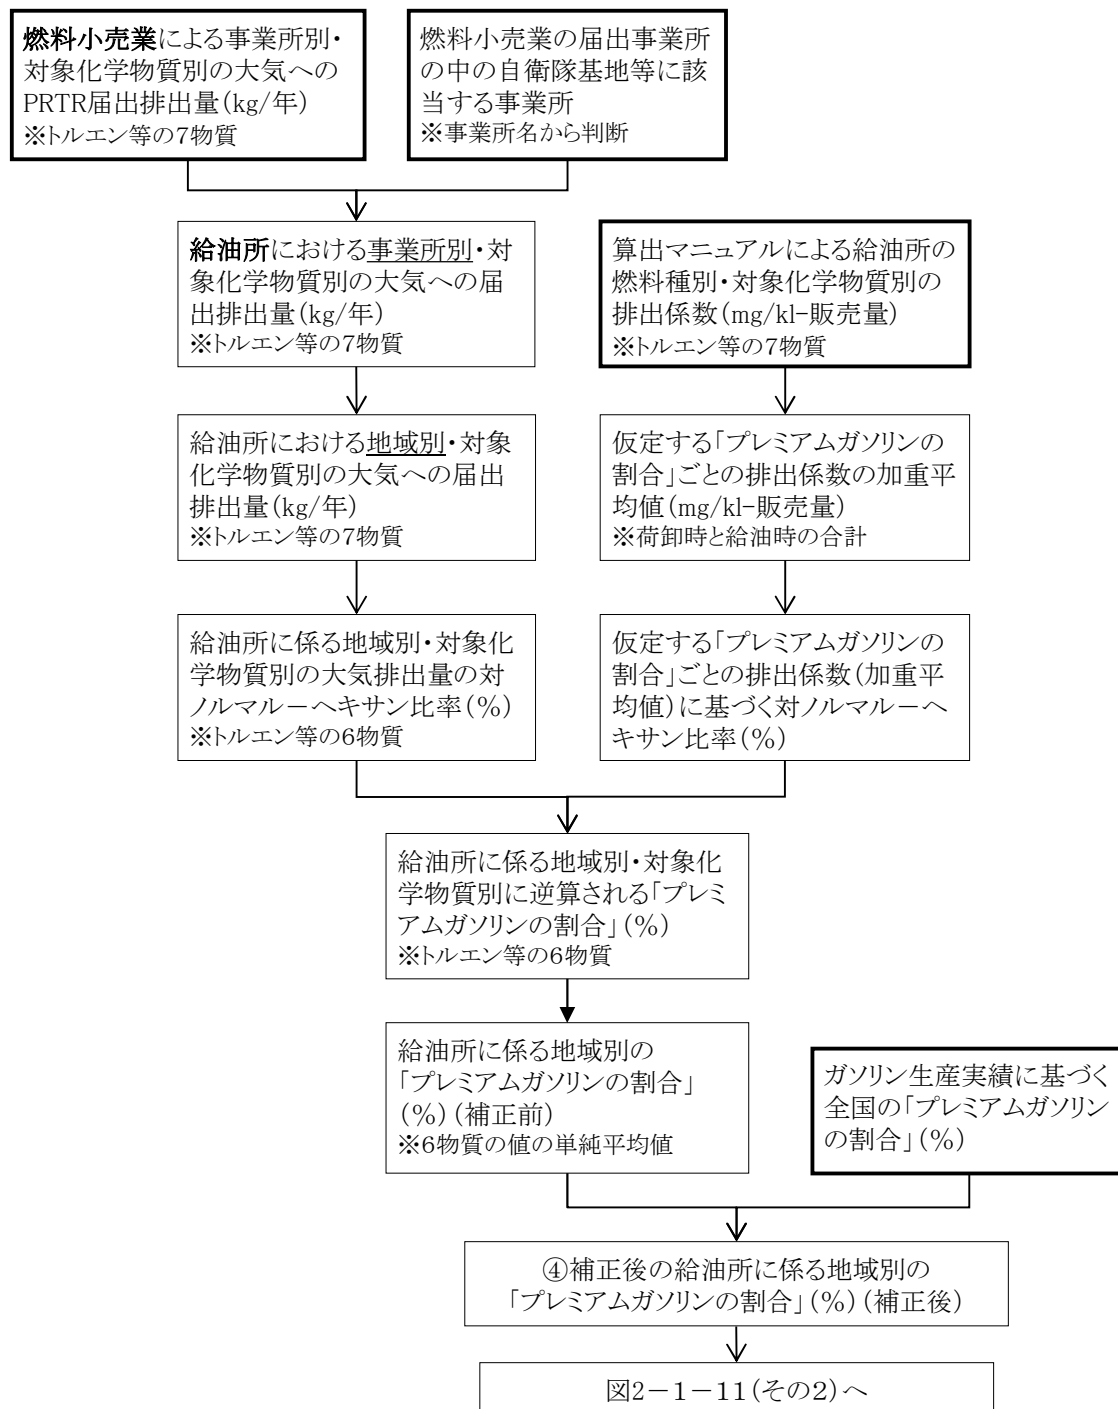 燃料小売業による事業所別・
対象化学物質別の大気への
PRTR届出排出量(kg/年)
※トルエン等の7物質
燃料小売業の届出事業所
の中の自衛隊基地等に該
当する事業所
※事業所名から判断
給油所における事業所別・対
象化学物質別の大気への届
出排出量(kg/年)
※トルエン等の7物質
算出マニュアルによる給油所の
燃料種別・対象化学物質別の
排出係数(mg/kl-販売量)
※トルエン等の7物質
給油所における地域別・対象
化学物質別の大気への届出
排出量(kg/年)
※トルエン等の7物質
仮定する「プレミアムガソリンの
割合」ごとの排出係数の加重平
均値(mg/kl-販売量)
※荷卸時と給油時の合計
給油所に係る地域別・対象化
学物質別の大気排出量の対
ノルマル－ヘキサン比率(%)
※トルエン等の6物質
仮定する「プレミアムガソリンの
割合」ごとの排出係数(加重平
均値)に基づく対ノルマル－ヘ
キサン比率(%)
給油所に係る地域別・対象化
学物質別に逆算される「プレミ
アムガソリンの割合」(%)
※トルエン等の6物質
給油所に係る地域別の
「プレミアムガソリンの割合」
(%)(補正前)
※6物質の値の単純平均値
ガソリン生産実績に基づく
全国の「プレミアムガソリン
の割合」(%)
④補正後の給油所に係る地域別の
「プレミアムガソリンの割合」(%)(補正後)
図2－1－11(その2)へ